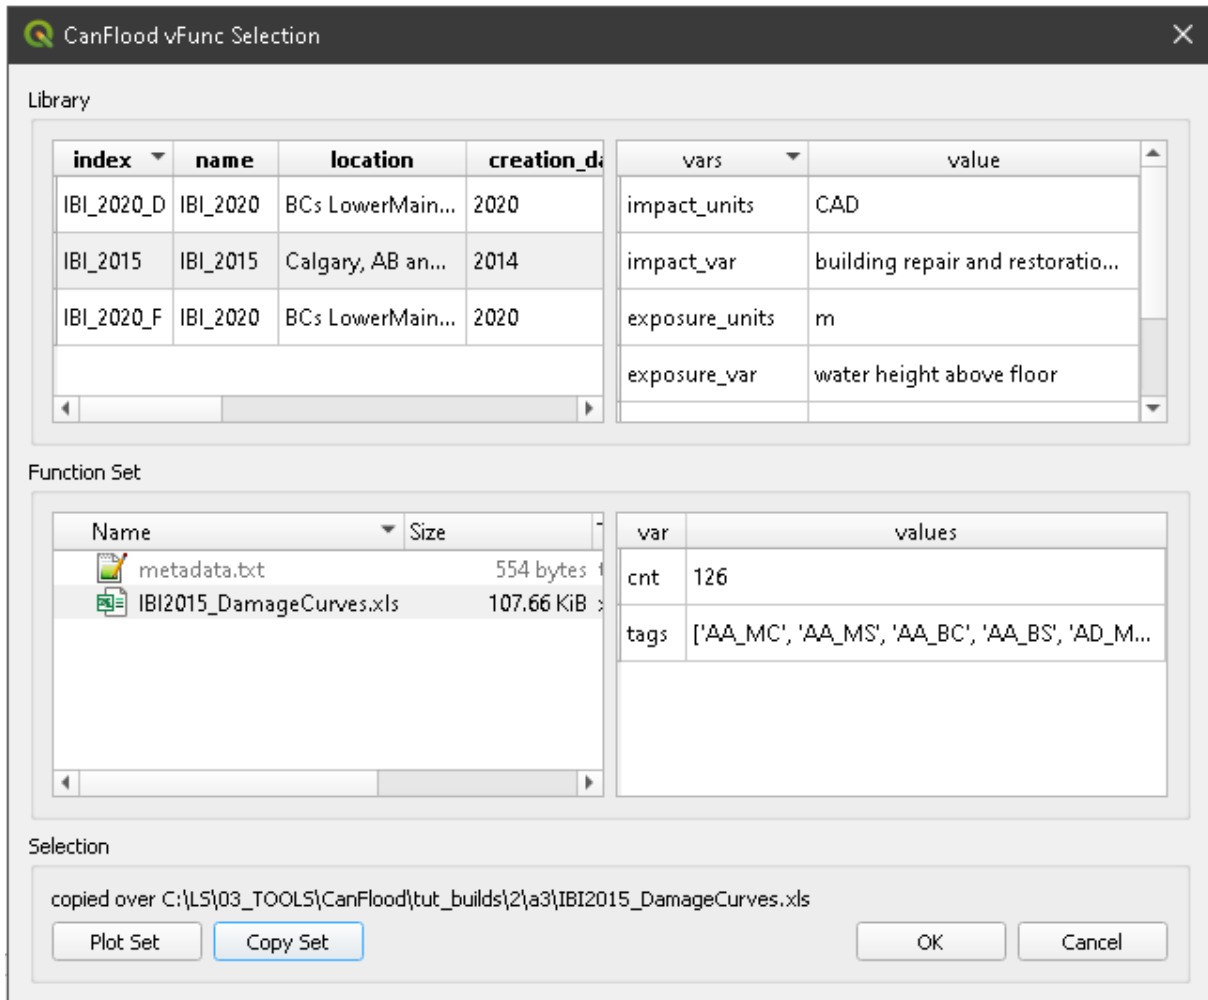 CanFlood vFunc Selection
Library
index name location creation_da vars value
IBI_2020_D IBI_2020 BCs LowerMain... 2020 impact_units CAD
IBI_2015 IBI_2015 Calgary, AB an... 2014 impact_var building repair and restoratio...
IBI_2020_F IBI_2020 BCs LowerMain... 2020 exposure_units m
exposure_var water height above floor
Function Set
Name Size var values
metadata.txt 554 bytes cnt 126
IBI2015_DamageCurves.xls 107.66 KiB
tags ['AA_MC', 'AA_MS', 'AA_BC', 'AA_BS', 'AD_M...
Selection
copied over C:\LS\03_TOOLS\CanFlood\tut_builds\2\a3\IBI2015_DamageCurves.xls
Plot Set Copy Set OK Cancel